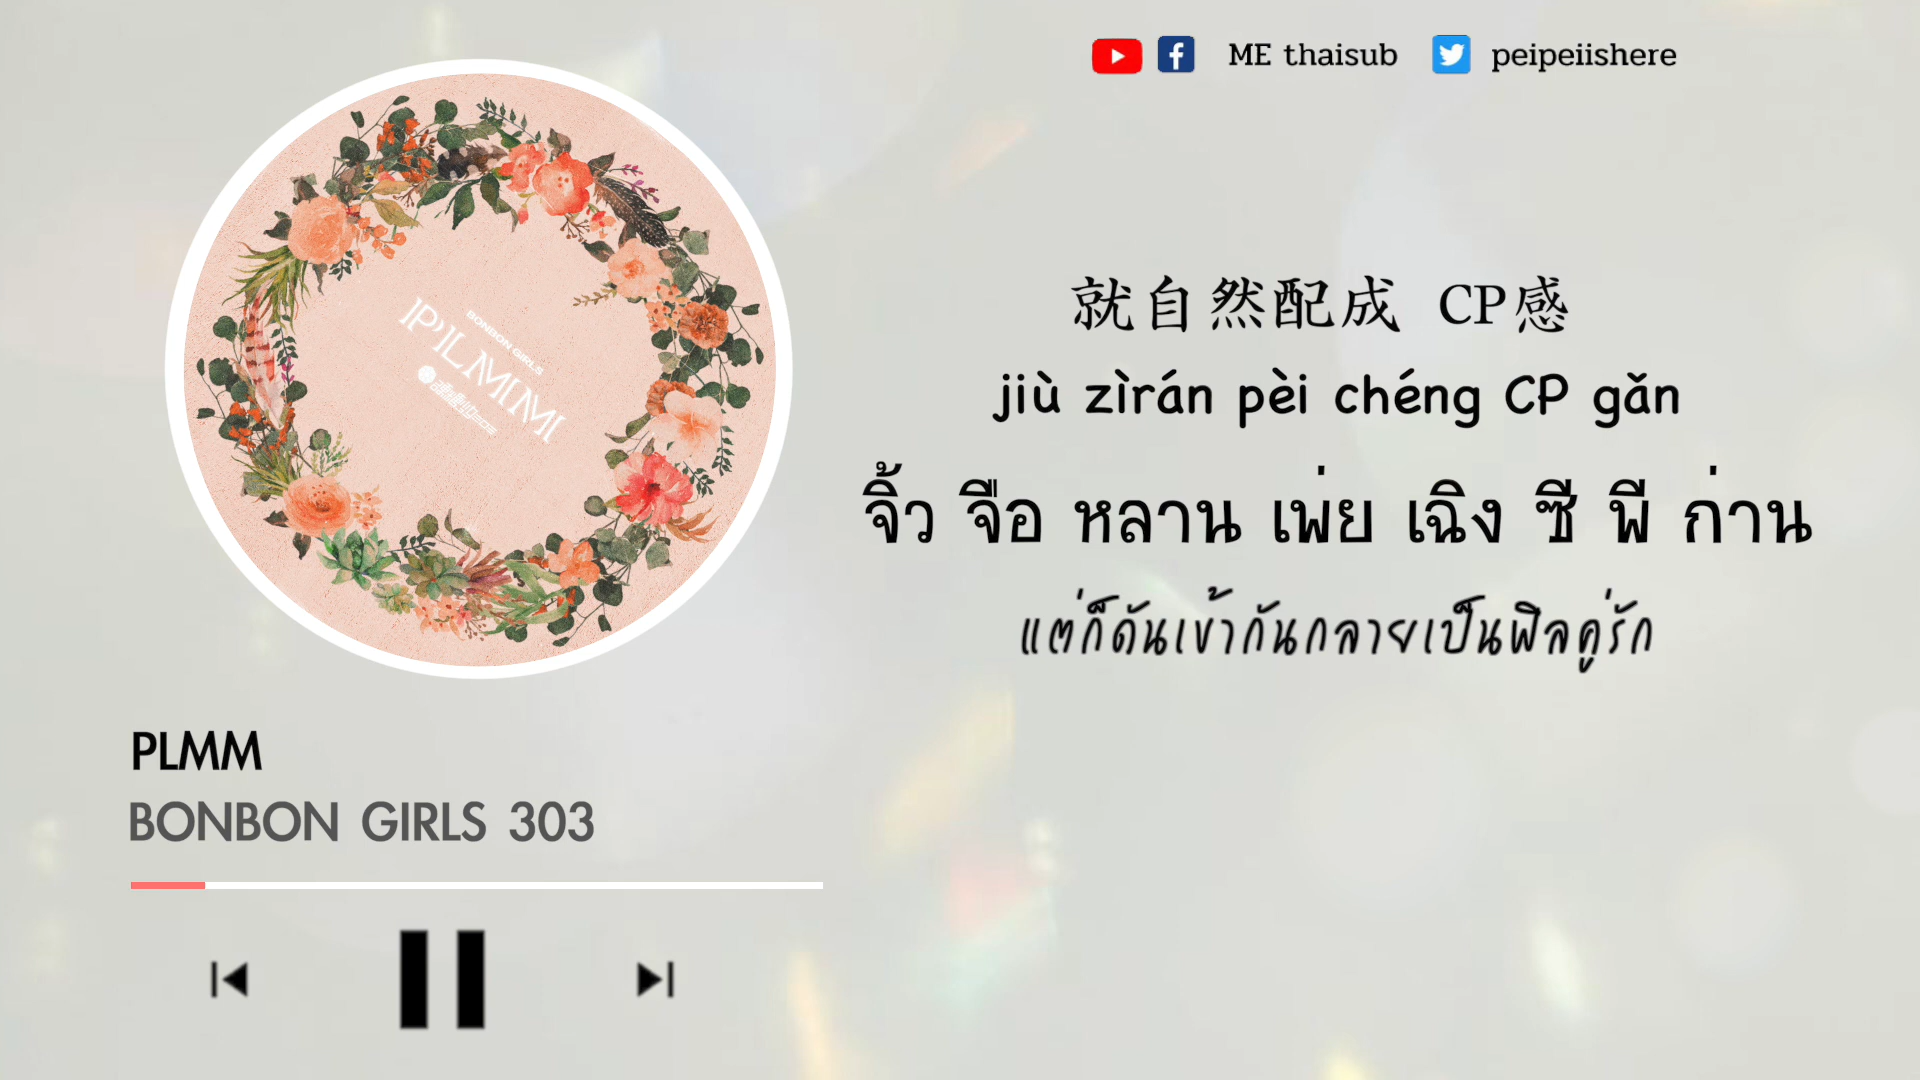 ME thaisub peipeiishere
BONBON GIRLS
PLMM
就自然配成 CP感
jiù zìrán pèi chéng CP gǎn
จิ้ว จื้อ หลาน เพ่ย เฉิง ซี พี ก่าน
แต่ก็ดันเข้ากันกลายเป็นฟิลคู่รัก
PLMM
BONBON GIRLS 303